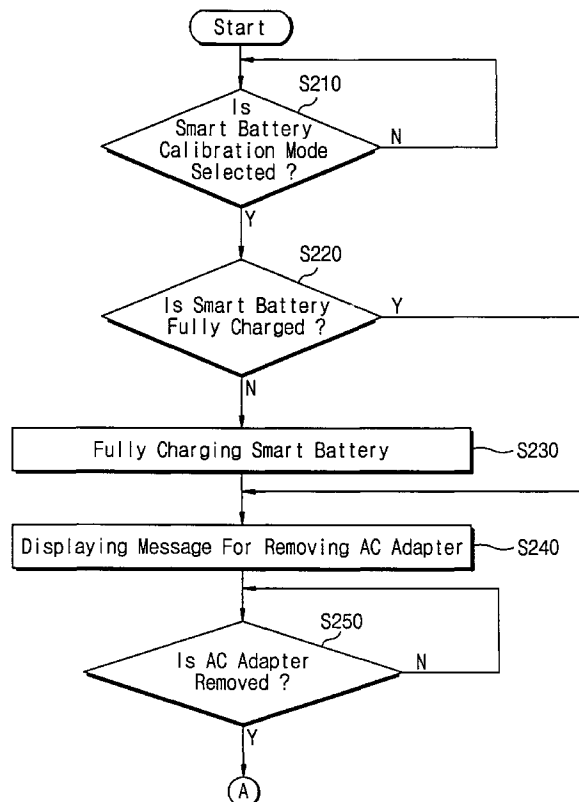 Start
S210
Is
Smart Battery
Calibration Mode
Selected ?
N
Y
S220
Is Smart Battery
Fully Charged ?
Y
N
Fully Charging Smart Battery
S230
Displaying Message For Removing AC Adapter
S240
S250
Is AC Adapter
Removed ?
N
Y
A